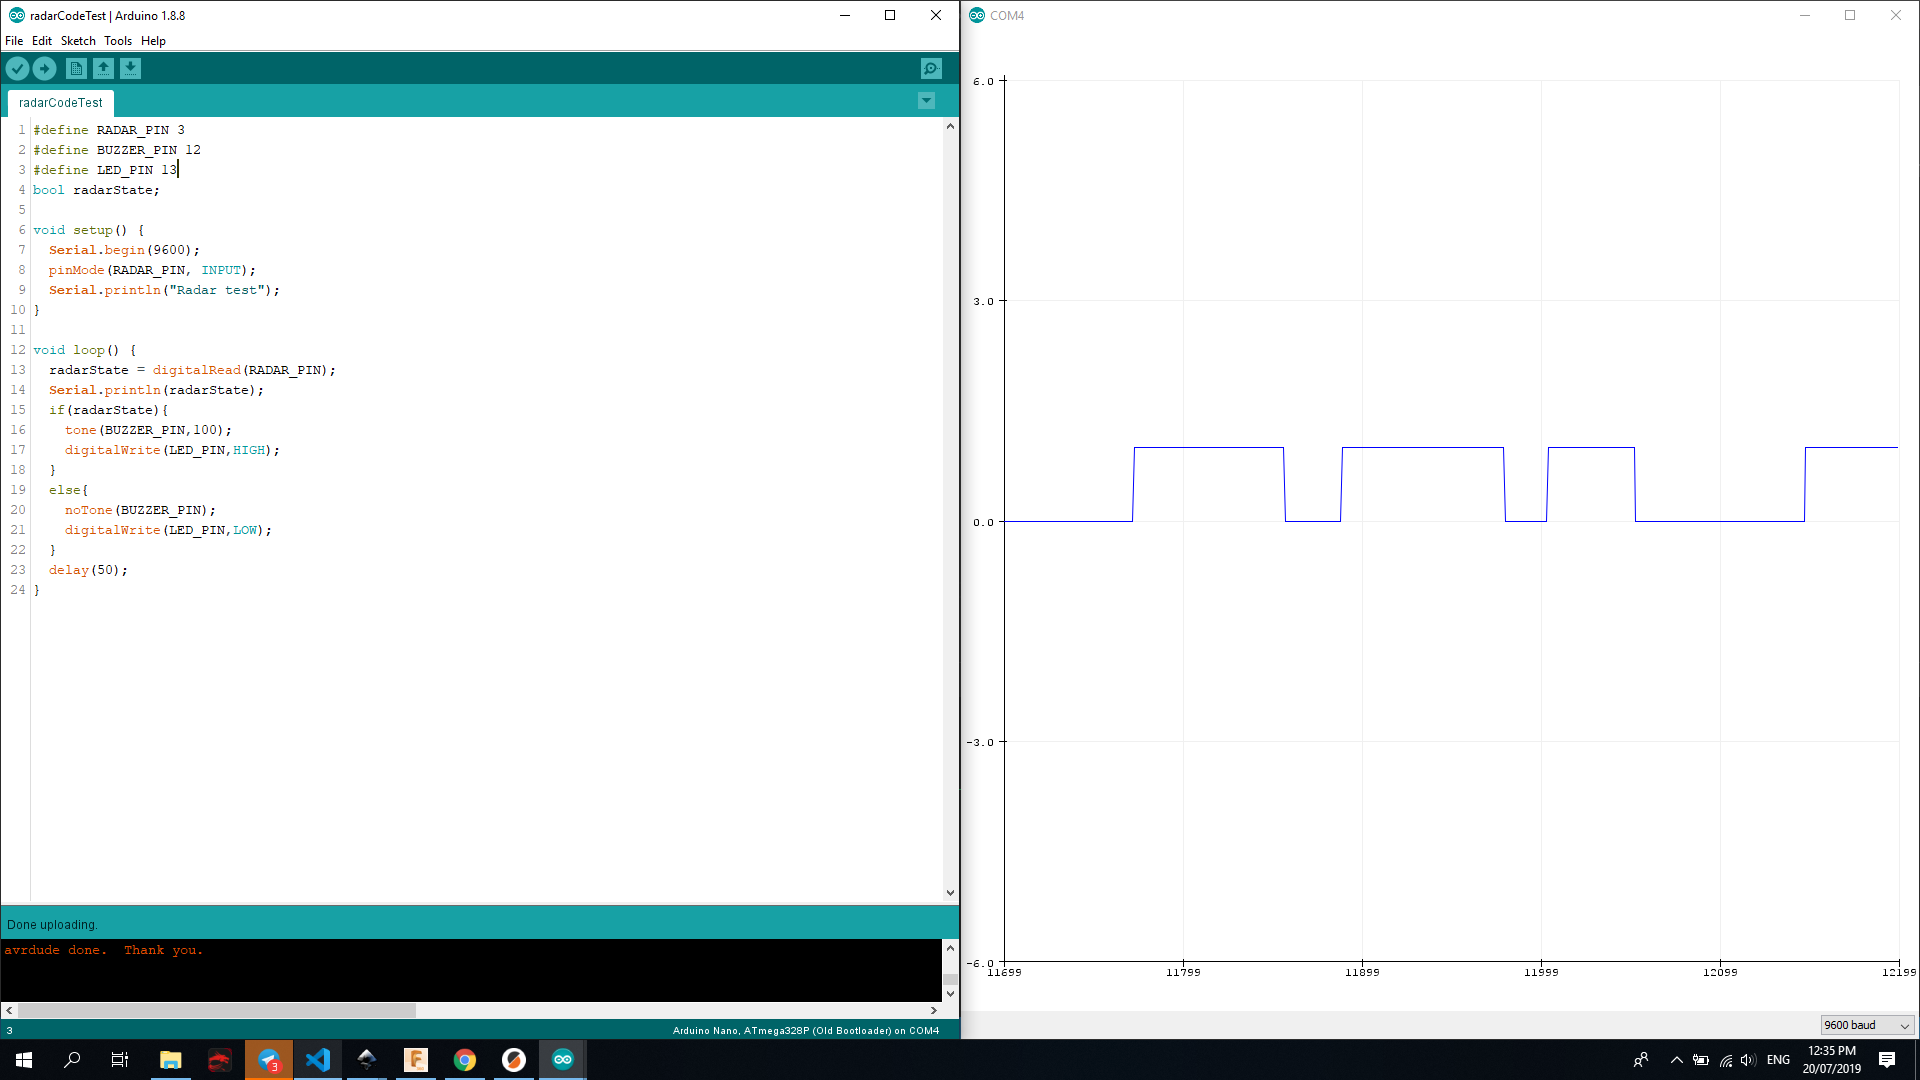 radarCodeTest | Arduino 1.8.8
File Edit Sketch Tools Help
radarCodeTest
1 #define RADAR_PIN 3
2 #define BUZZER_PIN 12
3 #define LED_PIN 13
4 bool radarState;
5
6 void setup() {
7   Serial.begin(9600);
8   pinMode(RADAR_PIN, INPUT);
9   Serial.println("Radar test");
10 }
11
12 void loop() {
13   radarState = digitalRead(RADAR_PIN);
14   Serial.println(radarState);
15   if(radarState){
16     tone(BUZZER_PIN,100);
17     digitalWrite(LED_PIN,HIGH);
18   }
19   else{
20     noTone(BUZZER_PIN);
21     digitalWrite(LED_PIN,LOW);
22   }
23   delay(50);
24 }
Done uploading.
avrdude done.  Thank you.
3 Arduino Nano, ATmega328P (Old Bootloader) on COM4
COM4
6.0
3.0
0.0
-3.0
-6.0
11699 11799 11899 11999 12099 12199
9600 baud
3
F
ENG
12:35 PM
20/07/2019